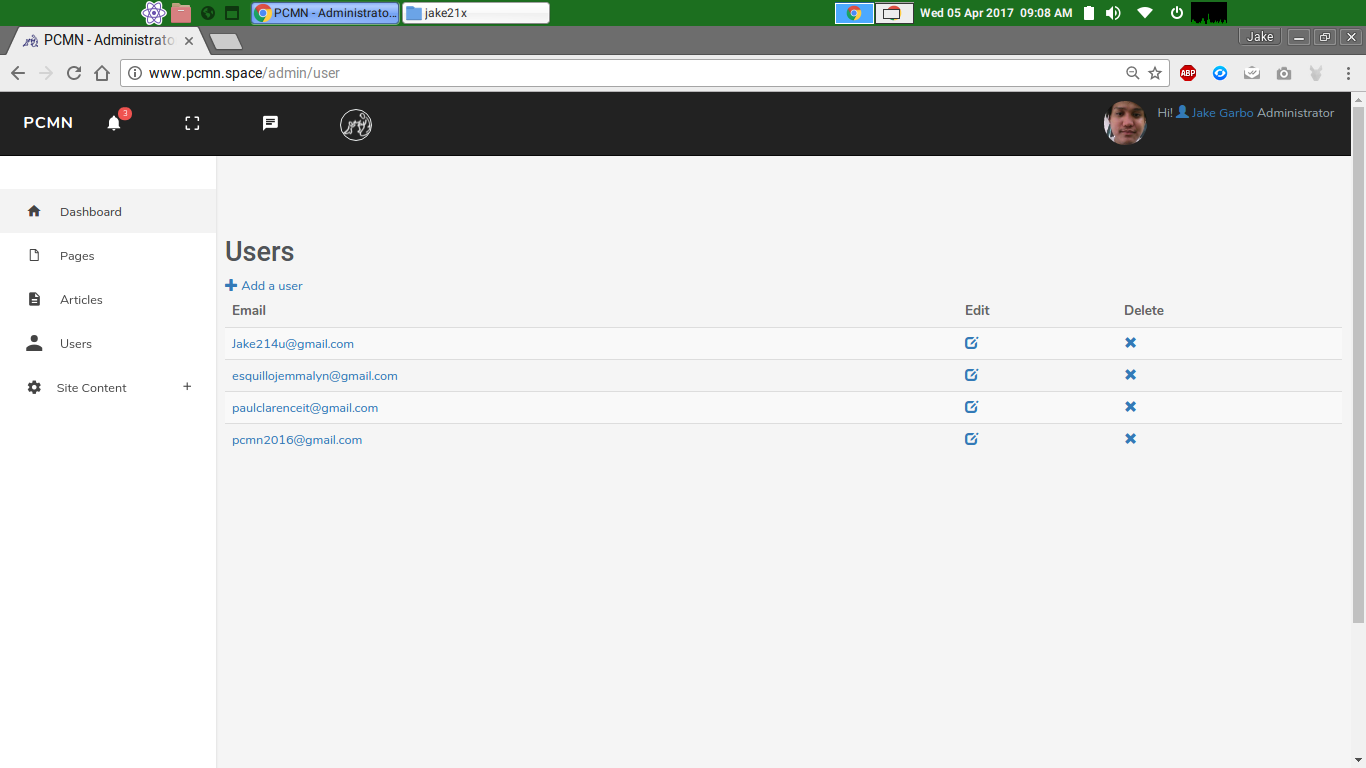 PCMN - Administrato... jake21x Wed 05 Apr 2017 09:08 AM
PCMN - Administrato Jake
www.pcmn.space/admin/user ABP
PCMN 3 Hi! Jake Garbo Administrator
Dashboard
Pages
Articles
Users
Site Content +
Users
Add a user
Email Edit Delete
Jake214u@gmail.com
esquillojemmalyn@gmail.com
paulclarenceit@gmail.com
pcmn2016@gmail.com